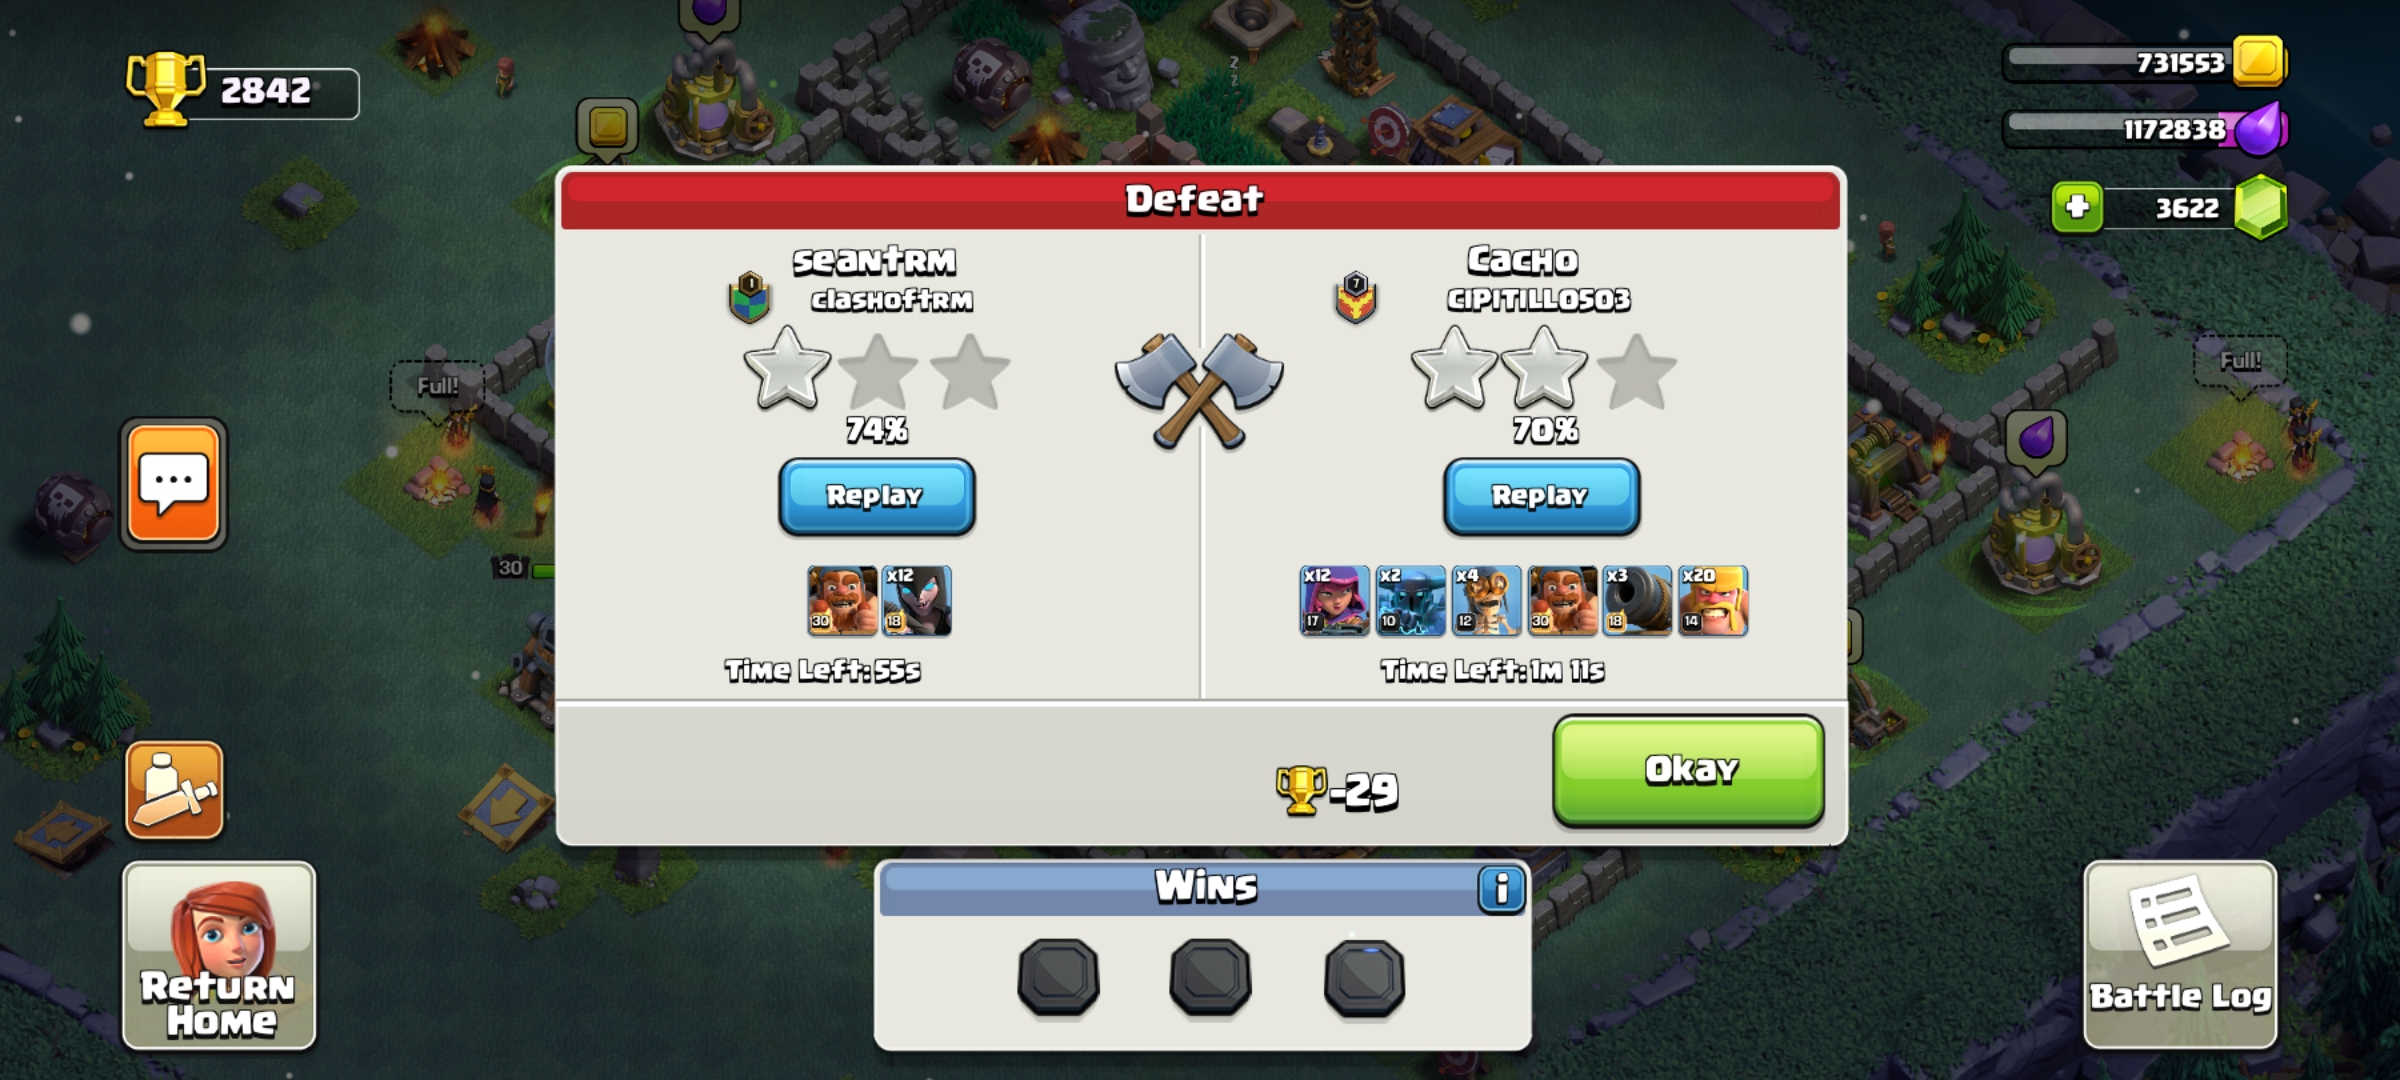 2842
731553
1172838
3622
Defeat
seantrm
1
clashoftrm
74%
Replay
30
x12
18
Time Left:55s
Cacho
7
CIPITILLO503
70%
Replay
x12
17
x2
10
x4
12
30
x3
18
x20
14
Time Left:1m 11s
-29
Okay
Wins
i
Full!
Full!
30
z
z
Return
Home
Battle Log